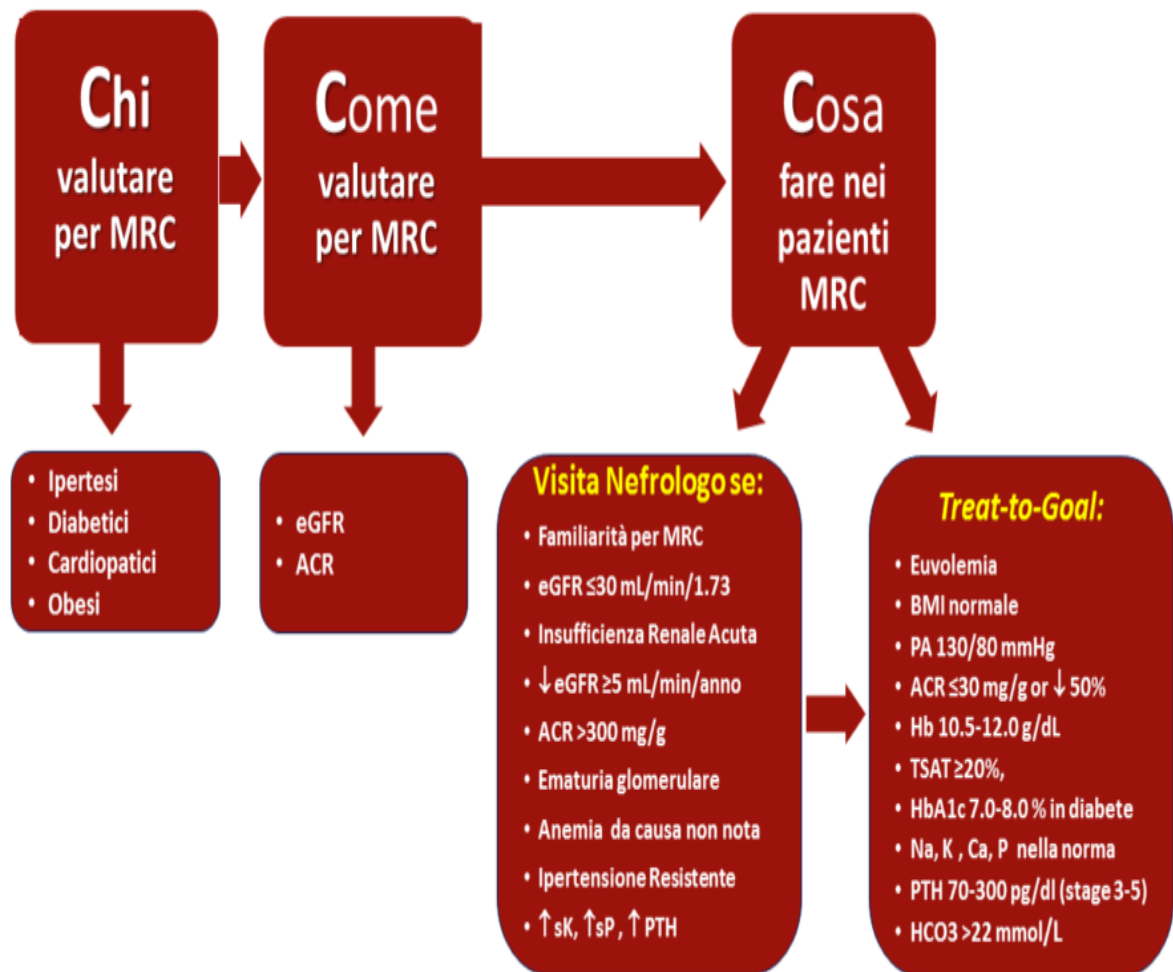 Chi
valutare
per MRC
Come
valutare
per MRC
Cosa
fare nei
pazienti
MRC
• Ipertesi
• Diabetici
• Cardiopatici
• Obesi
• eGFR
• ACR
Visita Nefrologo se:
• Familiarità per MRC
• eGFR ≤30 mL/min/1.73
• Insufficienza Renale Acuta
• ↓eGFR ≥5 mL/min/anno
• ACR >300 mg/g
• Ematuria glomerulare
• Anemia da causa non nota
• Ipertensione Resistente
• ↑sK, ↑sP, ↑ PTH
Treat-to-Goal:
• Euvolemia
• BMI normale
• PA 130/80 mmHg
• ACR ≤30 mg/g or ↓50%
• Hb 10.5-12.0 g/dL
• TSAT ≥20%,
• HbA1c 7.0-8.0 % in diabete
• Na, K , Ca, P nella norma
• PTH 70-300 pg/dl (stage 3-5)
• HCO3 >22 mmol/L